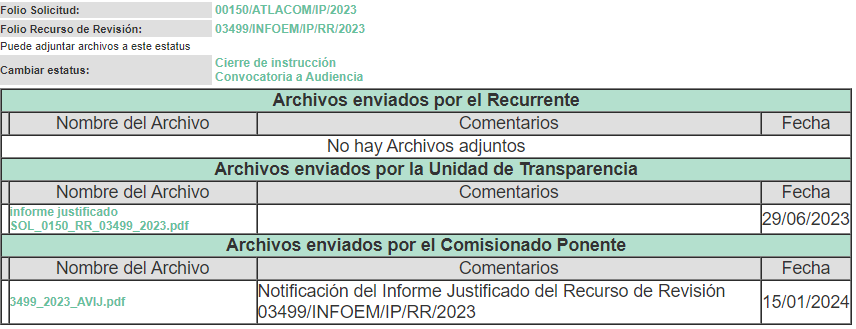 Folio Solicitud: 00150/ATLACOM/IP/2023
Folio Recurso de Revisión: 03499/INFOEM/IP/RR/2023
Puede adjuntar archivos a este estatus
Cambiar estatus: Cierre de instrucción
Convocatoria a Audiencia
Archivos enviados por el Recurrente
Nombre del Archivo Comentarios Fecha
No hay Archivos adjuntos
Archivos enviados por la Unidad de Transparencia
Nombre del Archivo Comentarios Fecha
informe justificado
SOL_0150_RR_03499_2023.pdf 29/06/2023
Archivos enviados por el Comisionado Ponente
Nombre del Archivo Comentarios Fecha
3499_2023_AVIJ.pdf Notificación del Informe Justificado del Recurso de Revisión 15/01/2024
03499/INFOEM/IP/RR/2023